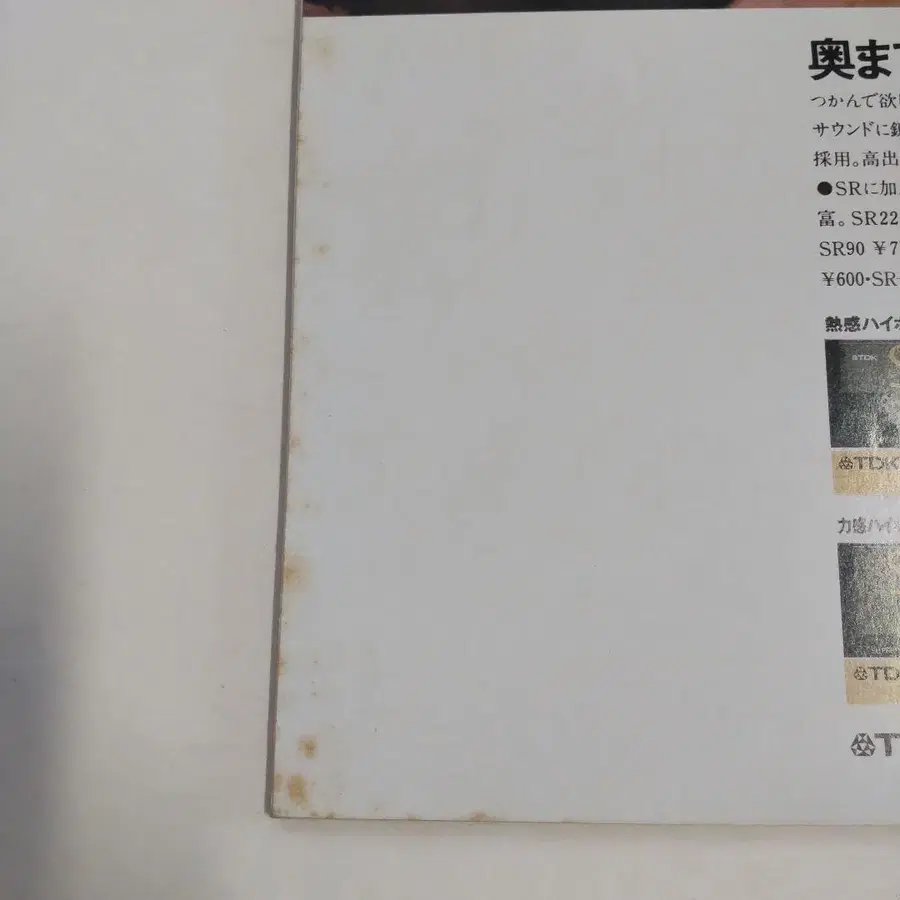 奥ま
つかんで欲
サウンドに
採用。高出
●SRに加
富。SR22
SR90 ¥7
¥600·SR
熱感ハイ
TDK
TDK
力感ハイ
TD
T